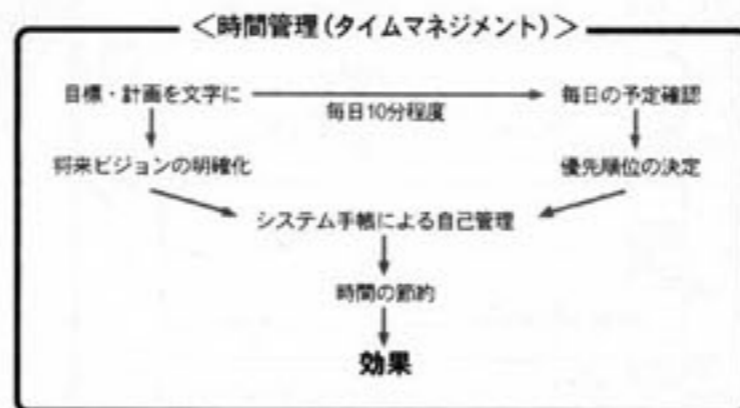 ＜時間管理（タイムマネジメント）＞
目標・計画を文字に
毎日10分程度
毎日の予定確認
将来ビジョンの明確化
優先順位の決定
システム手帳による自己管理
時間の節約
効果